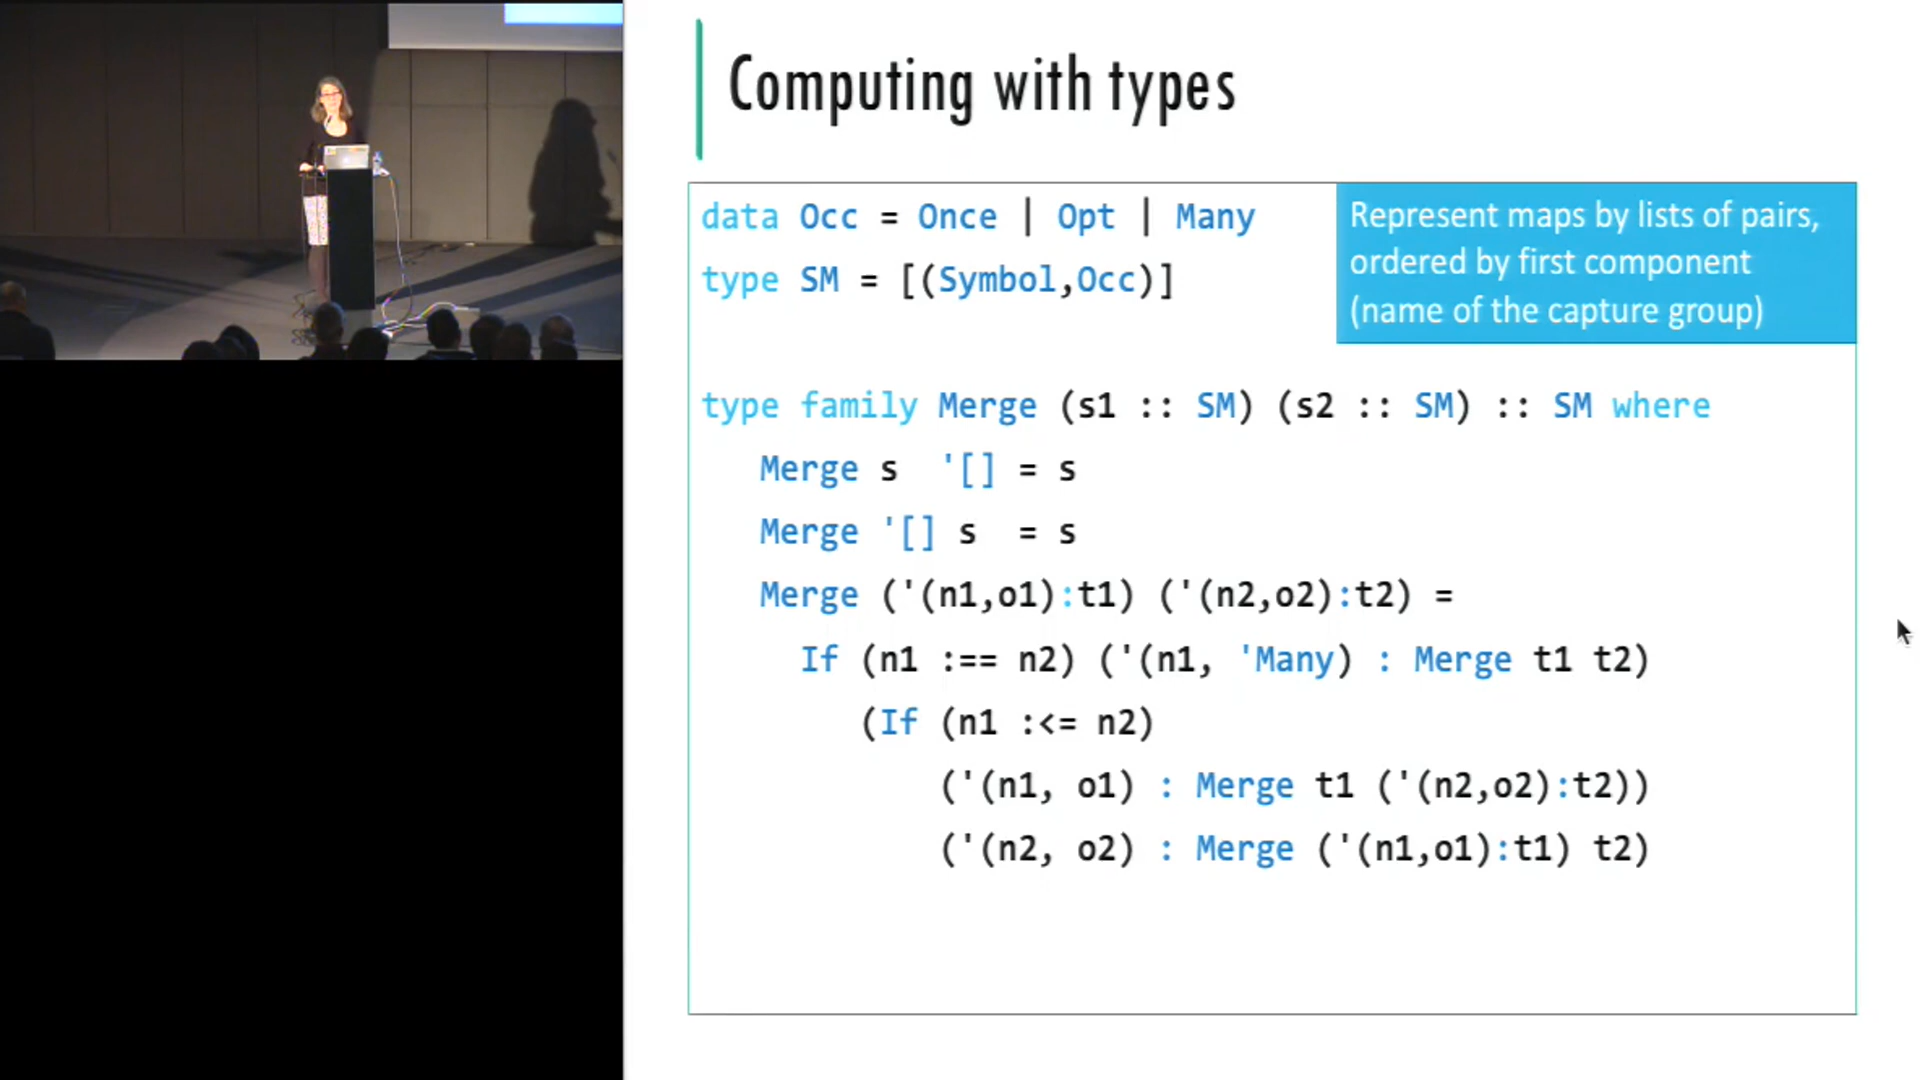 Computing with types
data Occ = Once | Opt | Many
type SM = [(Symbol,Occ)]
Represent maps by lists of pairs,
ordered by first component
(name of the capture group)
type family Merge (s1 :: SM) (s2 :: SM) :: SM where
Merge s '[] = s
Merge '[] s = s
Merge ('(n1,o1):t1) ('(n2,o2):t2) =
If (n1 :== n2) ('(n1, 'Many) : Merge t1 t2)
(If (n1 :<= n2)
('(n1, o1) : Merge t1 ('(n2,o2):t2))
('(n2, o2) : Merge ('(n1,o1):t1) t2)